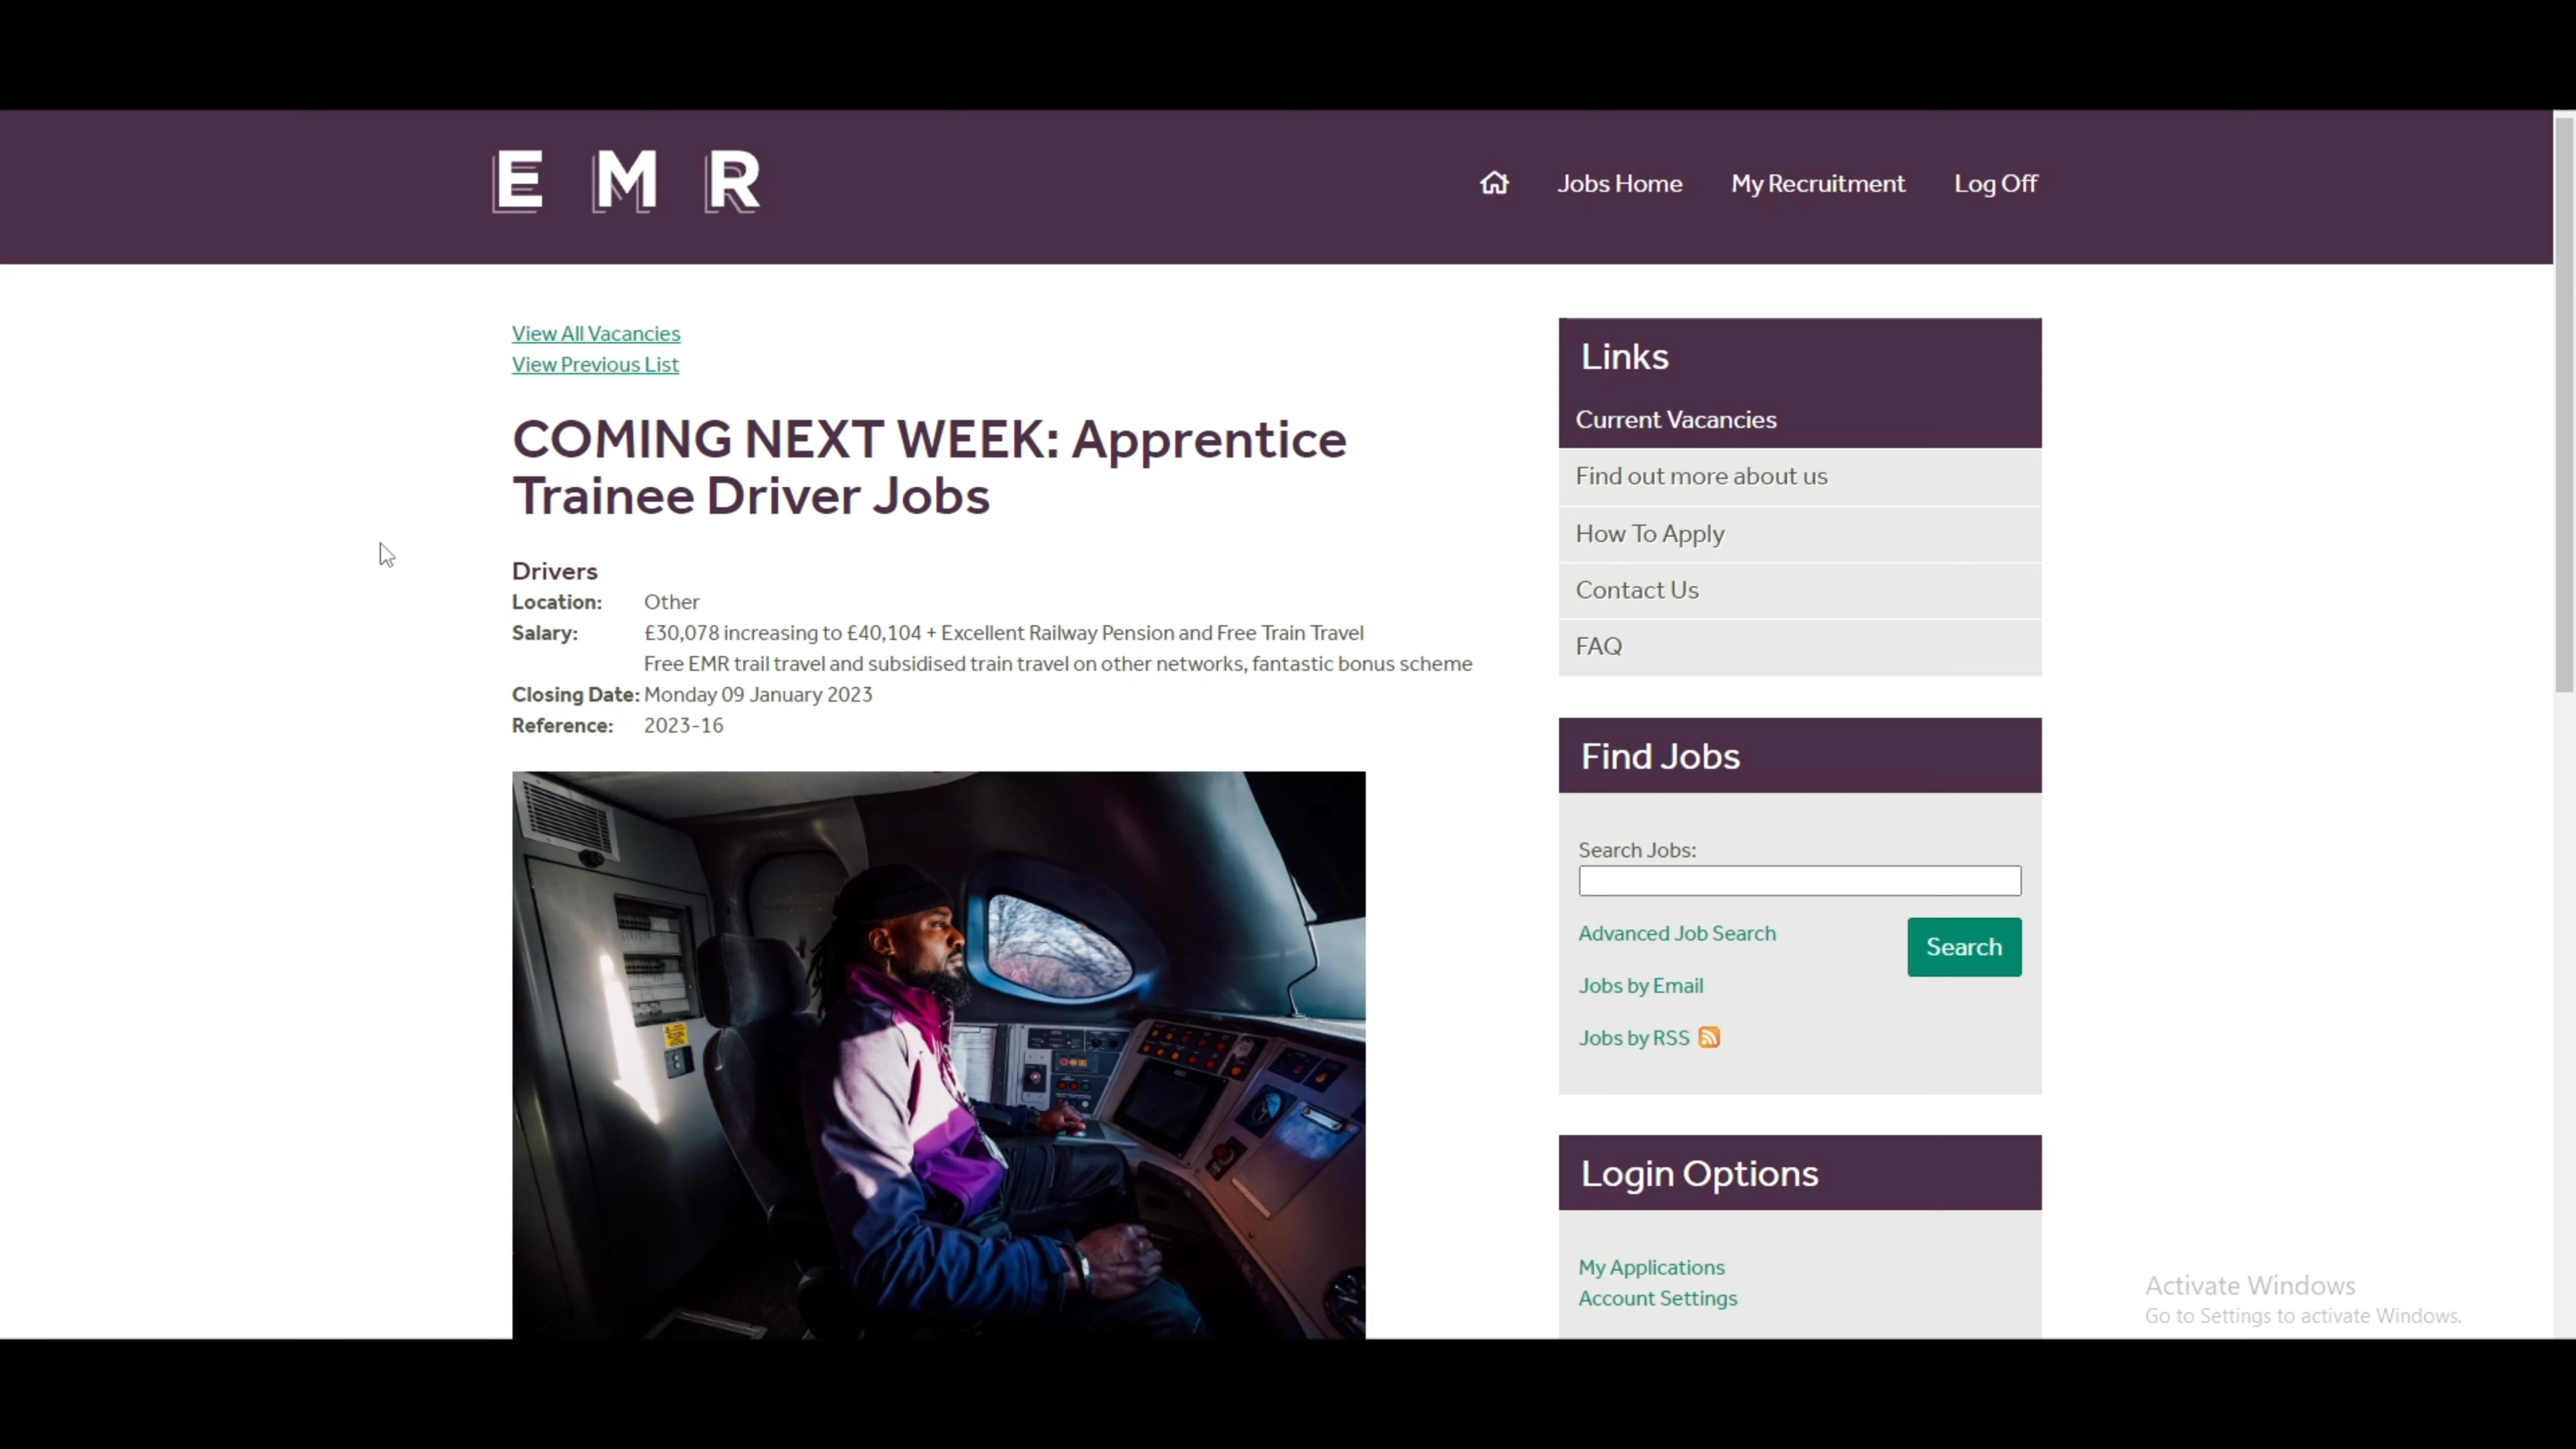 E M R
Jobs Home
My Recruitment
Log Off
View All Vacancies
View Previous List
COMING NEXT WEEK: Apprentice
Trainee Driver Jobs
Drivers
Location: Other
Salary: £30,078 increasing to £40,104 + Excellent Railway Pension and Free Train Travel
Free EMR trail travel and subsidised train travel on other networks, fantastic bonus scheme
Closing Date: Monday 09 January 2023
Reference: 2023-16
Links
Current Vacancies
Find out more about us
How To Apply
Contact Us
FAQ
Find Jobs
Search Jobs:
Advanced Job Search
Search
Jobs by Email
Jobs by RSS
Login Options
My Applications
Account Settings
Activate Windows
Go to Settings to activate Windows.